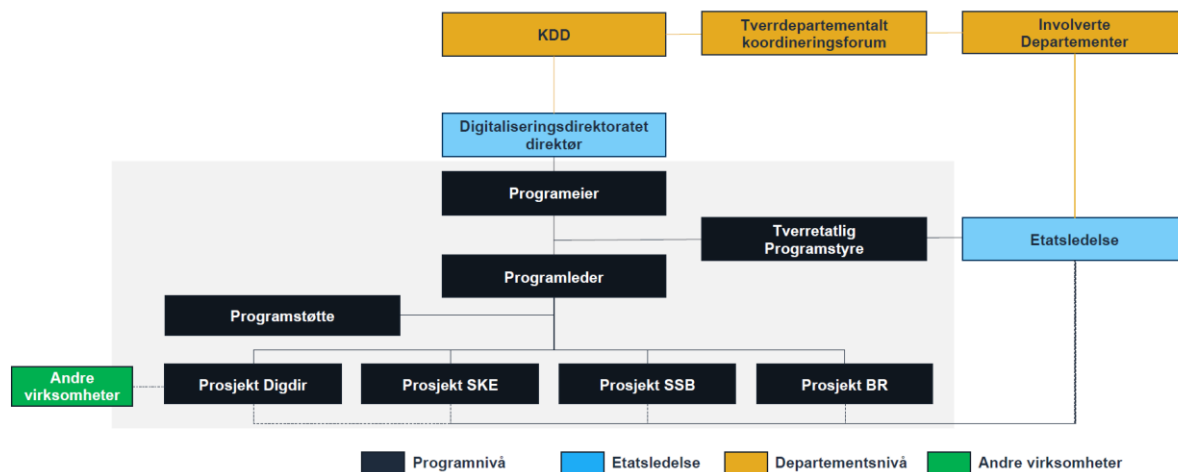 KDD
Tverrdepartementalt
koordineringsforum
Involverte
Departementer
Digitaliseringsdirektoratet
direktør
Programeier
Tverretatlig
Programstyre
Etatsledelse
Programleder
Programstøtte
Andre
virksomheter
Prosjekt Digdir
Prosjekt SKE
Prosjekt SSB
Prosjekt BR
Programnivå
Etatsledelse
Departementsnivå
Andre virksomheter